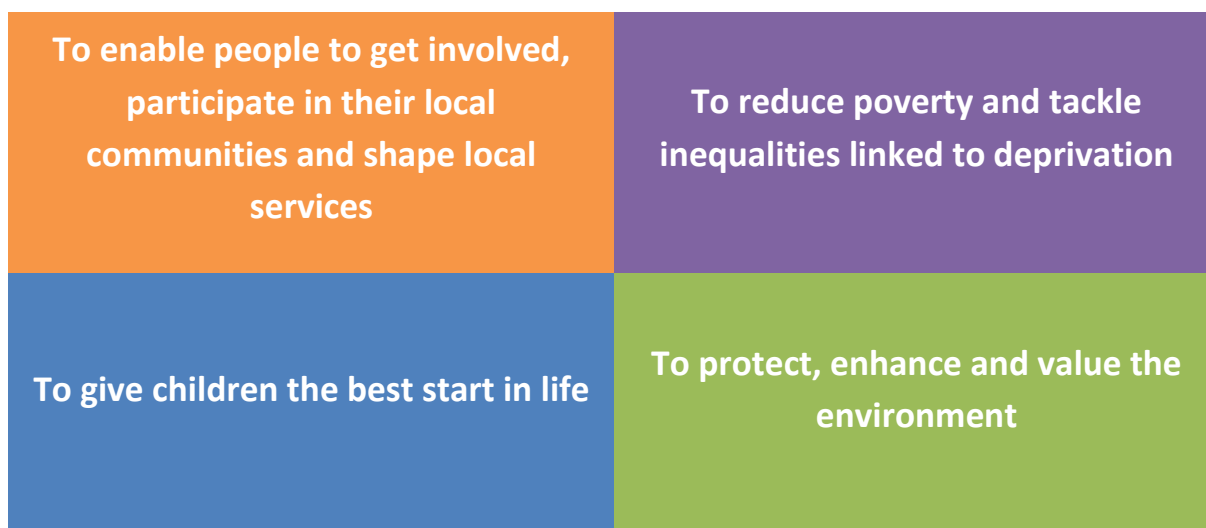 To enable people to get involved,
participate in their local
communities and shape local
services
To reduce poverty and tackle
inequalities linked to deprivation
To give children the best start in life
To protect, enhance and value the
environment